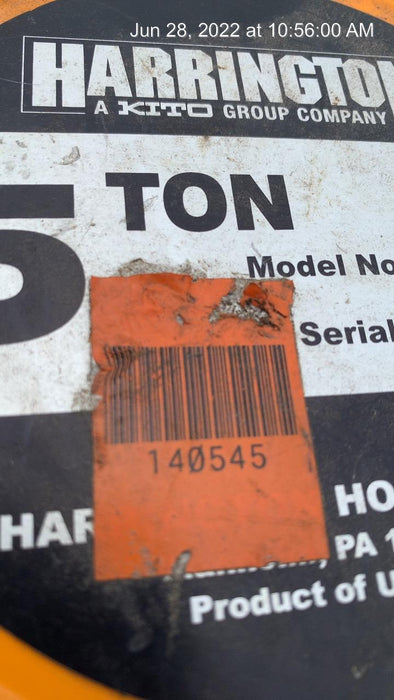 Jun 28, 2022 at 10:56:00 AM
HARRINGTO
A KITO GROUP COMPANY
5 TON
Model No
Serial
140545
HO
HAR
PA 1
Product of U